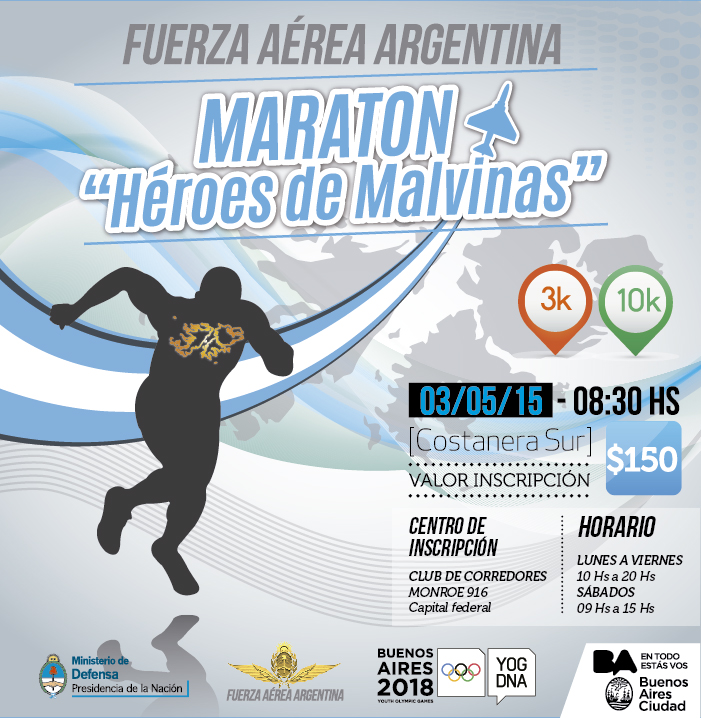 FUERZA AÉREA ARGENTINA
MARATON
“Héroes de Malvinas”
3k
10k
03/05/15 - 08:30 HS
[Costanera Sur]
VALOR INSCRIPCIÓN
$150
CENTRO DE
INSCRIPCIÓN
CLUB DE CORREDORES
MONROE 916
Capital federal
HORARIO
LUNES A VIERNES
10 Hs a 20 Hs
SÁBADOS
09 Hs a 15 Hs
Ministerio de
Defensa
Presidencia de la Nación
FUERZA AÉREA ARGENTINA
BUENOS
AIRES
2018
YOUTH OLYMPIC GAMES
YOG
DNA
BA
EN TODO
ESTÁS VOS
Buenos
Aires
Ciudad